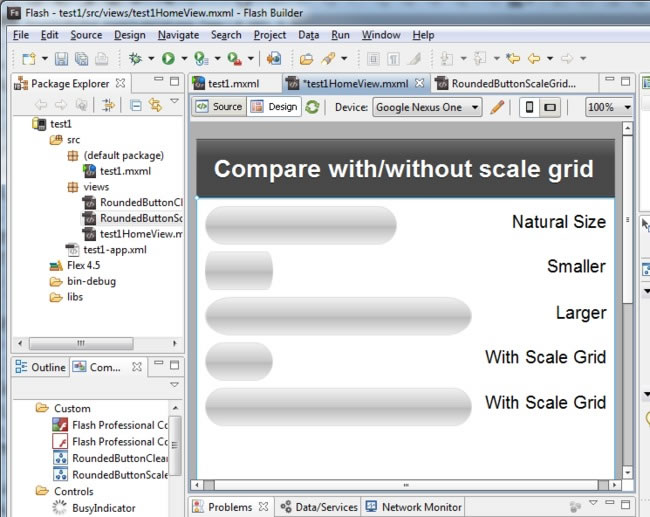 Flash - test1/src/views/test1HomeView.mxml - Flash Builder
File Edit Source Design Navigate Search Project Data Run Window Help
Package Explorer
test1
src
(default package)
test1.mxml
views
RoundedButtonCl
RoundedButtonSc
test1HomeView.m
test1-app.xml
Flex 4.5
bin-debug
libs
Outline Com...
Custom
Flash Professional Co
Flash Professional Cc
RoundedButtonClear
RoundedButtonScale
Controls
BusyIndicator
test1.mxml *test1HomeView.mxml RoundedButtonScaleGrid...
Source Design Device: Google Nexus One 100%
Compare with/without scale grid
Natural Size
Smaller
Larger
With Scale Grid
With Scale Grid
Problems Data/Services Network Monitor